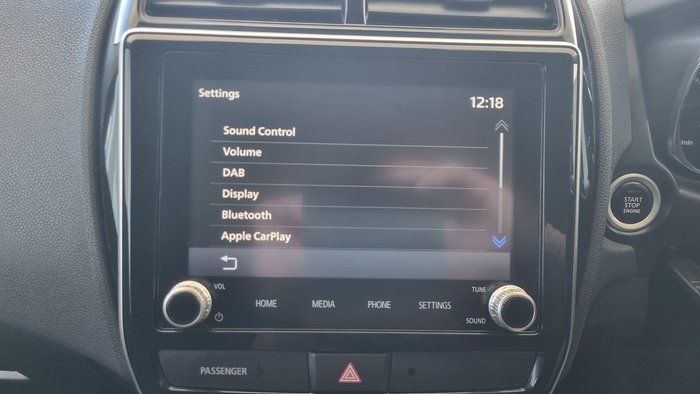 Settings
12:18
Sound Control
Volume
DAB
Display
Bluetooth
Apple CarPlay
VOL
HOME
MEDIA
PHONE
SETTINGS
TUNE
SOUND
START
STOP
ENGINE
/min
PASSENGER